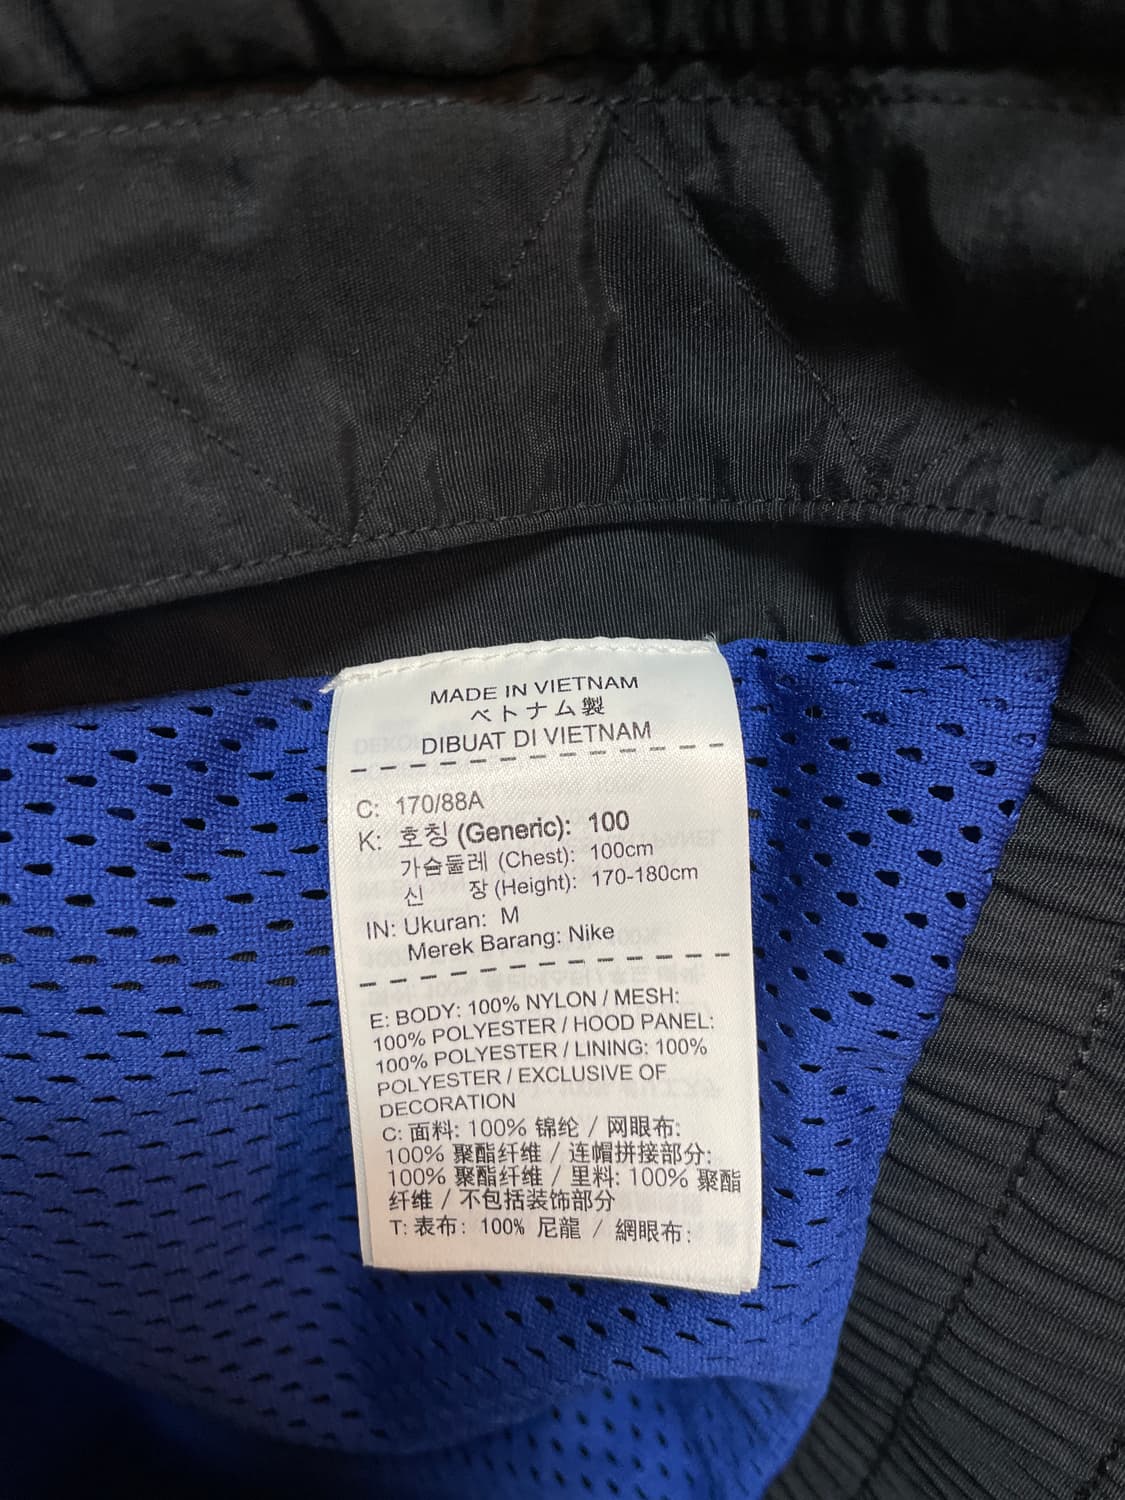 MADE IN VIETNAM
ベトナム製
DIBUAT DI VIETNAM
C: 170/88A
K: 호칭 (Generic): 100
가슴둘레 (Chest): 100cm
신 장 (Height): 170-180cm
IN: Ukuran: M
Merek Barang: Nike
E: BODY: 100% NYLON / MESH:
100% POLYESTER / HOOD PANEL:
100% POLYESTER / LINING: 100%
POLYESTER / EXCLUSIVE OF
DECORATION
C: 面料: 100% 锦纶 / 网眼布:
100% 聚酯纤维 / 连帽拼接部分:
100% 聚酯纤维 / 里料: 100% 聚酯
纤维 / 不包括装饰部分
T: 表布: 100% 尼龍 / 網眼布: